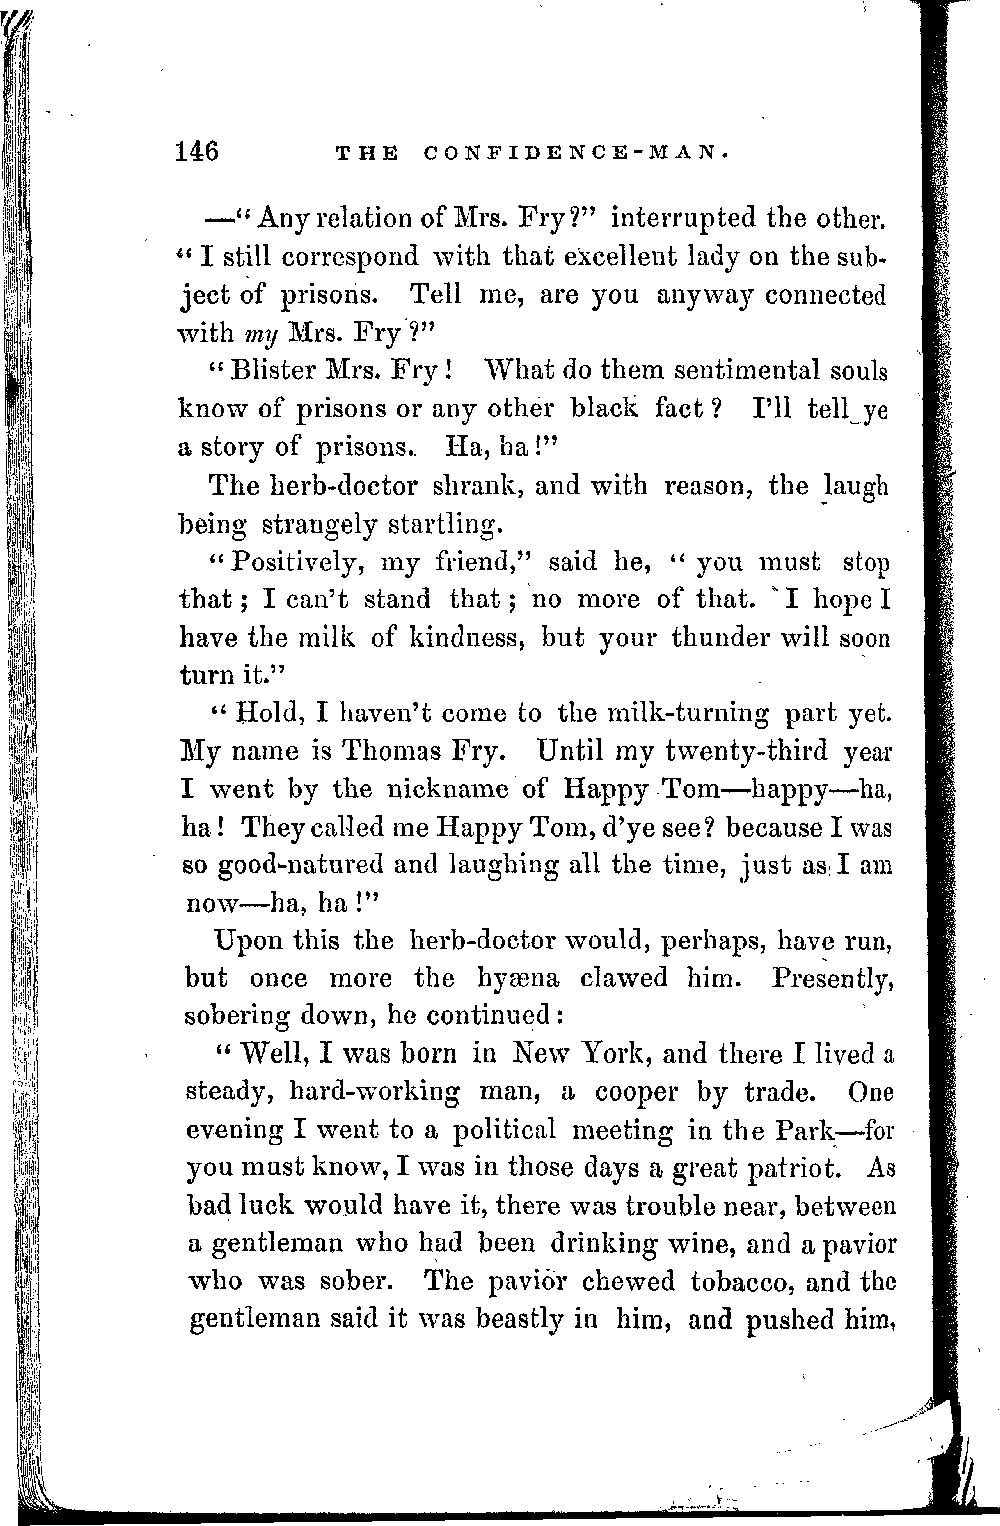 146 THE CONFIDENCE-MAN.
—“Any relation of Mrs. Fry?” interrupted the other.
“I still correspond with that excellent lady on the sub-
ject of prisons. Tell me, are you anyway connected
with my Mrs. Fry?”
“Blister Mrs. Fry! What do them sentimental souls
know of prisons or any other black fact? I’ll tell ye
a story of prisons. Ha, ha!”
The herb-doctor shrank, and with reason, the laugh
being strangely startling.
“Positively, my friend,” said he, “you must stop
that; I can’t stand that; no more of that. I hope I
have the milk of kindness, but your thunder will soon
turn it.”
“Hold, I haven’t come to the milk-turning part yet.
My name is Thomas Fry. Until my twenty-third year
I went by the nickname of Happy Tom—happy—ha,
ha! They called me Happy Tom, d’ye see? because I was
so good-natured and laughing all the time, just as I am
now—ha, ha!”
Upon this the herb-doctor would, perhaps, have run,
but once more the hyæna clawed him. Presently,
sobering down, he continued:
“Well, I was born in New York, and there I lived a
steady, hard-working man, a cooper by trade. One
evening I went to a political meeting in the Park—for
you must know, I was in those days a great patriot. As
bad luck would have it, there was trouble near, between
a gentleman who had been drinking wine, and a pavior
who was sober. The pavior chewed tobacco, and the
gentleman said it was beastly in him, and pushed him,